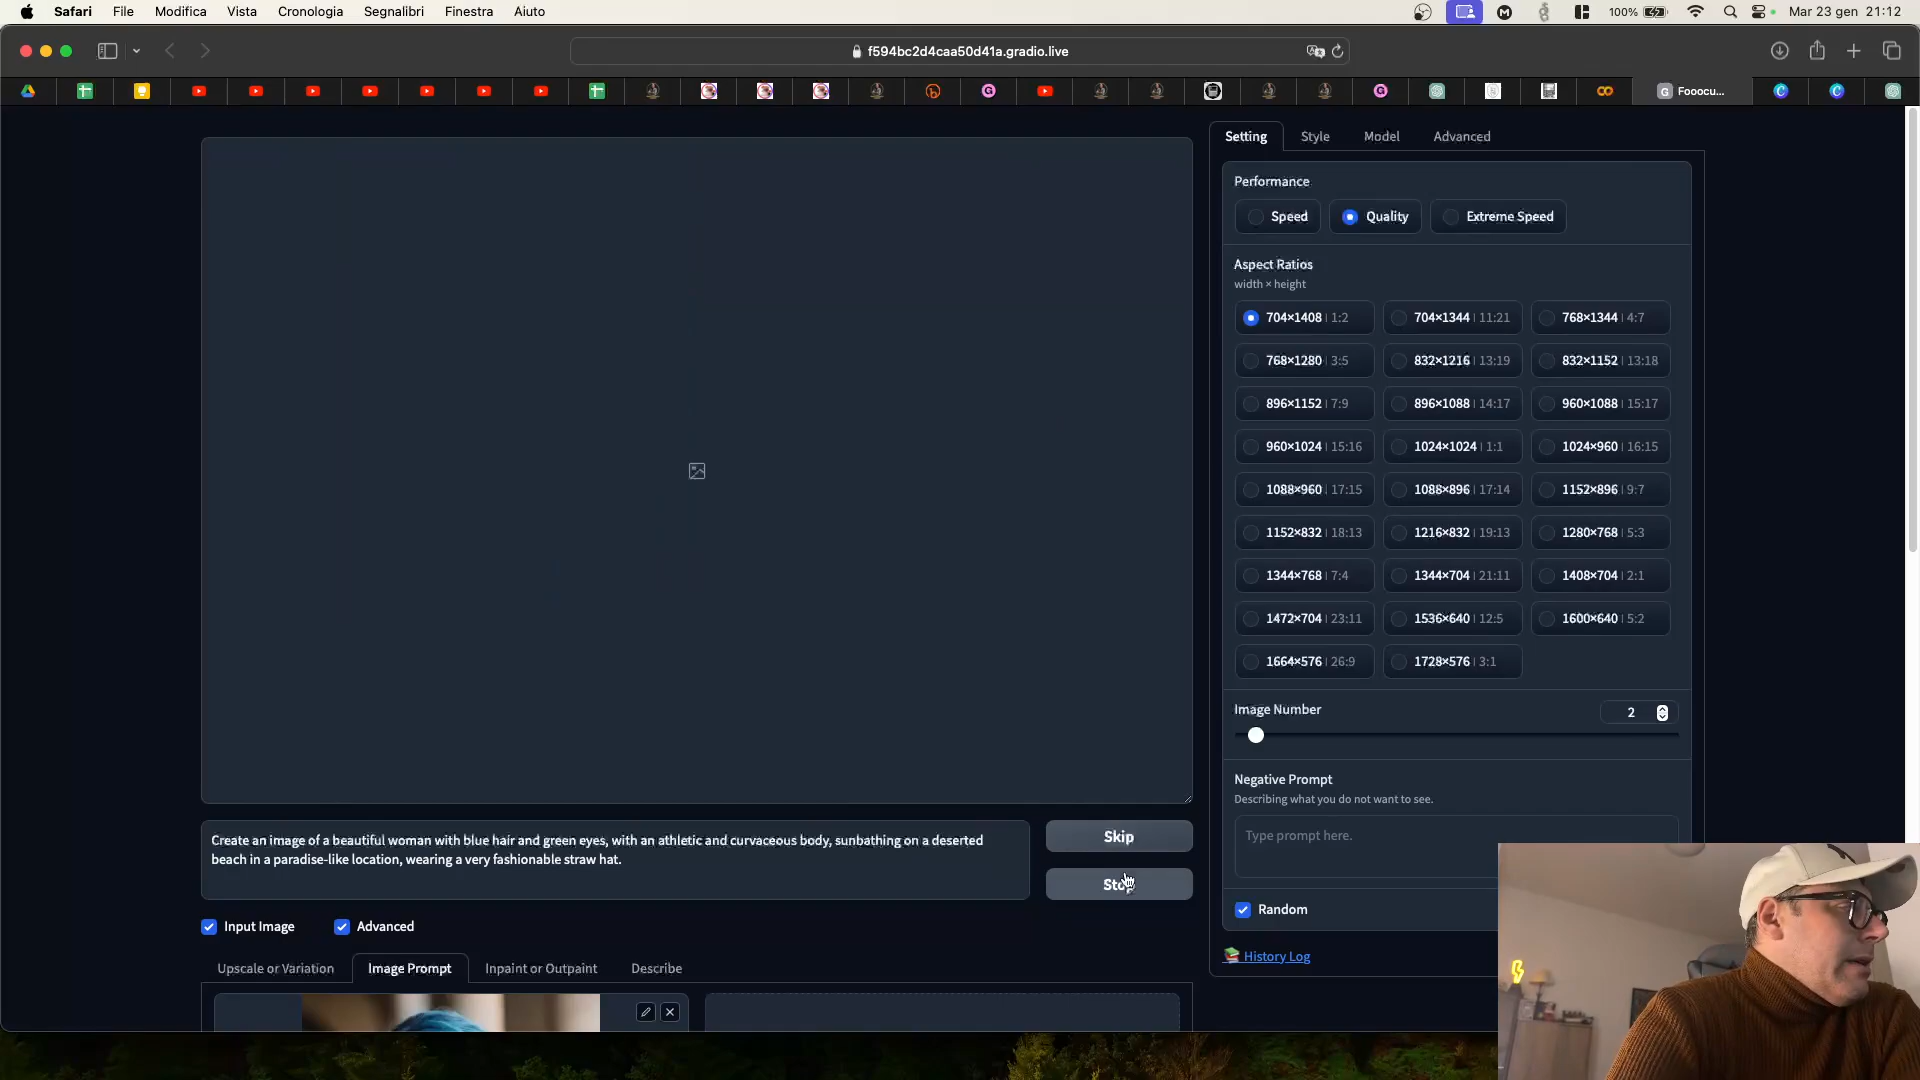 Safari File Modifica Vista Cronologia Segnalibri Finestra Aiuto 100% Mar 23 gen 21:12
f594bc2d4caa50d41a.gradio.live
Fooocu...
Setting Style Model Advanced
Performance
Speed Quality Extreme Speed
Aspect Ratios
width × height
704×1408 | 1:2 704×1344 | 11:21 768×1344 | 4:7
768×1280 | 3:5 832×1216 | 13:19 832×1152 | 13:18
896×1152 | 7:9 896×1088 | 14:17 960×1088 | 15:17
960×1024 | 15:16 1024×1024 | 1:1 1024×960 | 16:15
1088×960 | 17:15 1088×896 | 17:14 1152×896 | 9:7
1152×832 | 18:13 1216×832 | 19:13 1280×768 | 5:3
1344×768 | 7:4 1344×704 | 21:11 1408×704 | 2:1
1472×704 | 23:11 1536×640 | 12:5 1600×640 | 5:2
1664×576 | 26:9 1728×576 | 3:1
Image Number 2
Negative Prompt
Describing what you do not want to see.
Type prompt here.
Random
History Log
Create an image of a beautiful woman with blue hair and green eyes, with an athletic and curvaceous body, sunbathing on a deserted
beach in a paradise-like location, wearing a very fashionable straw hat.
Skip
Stop
Input Image Advanced
Upscale or Variation Image Prompt Inpaint or Outpaint Describe